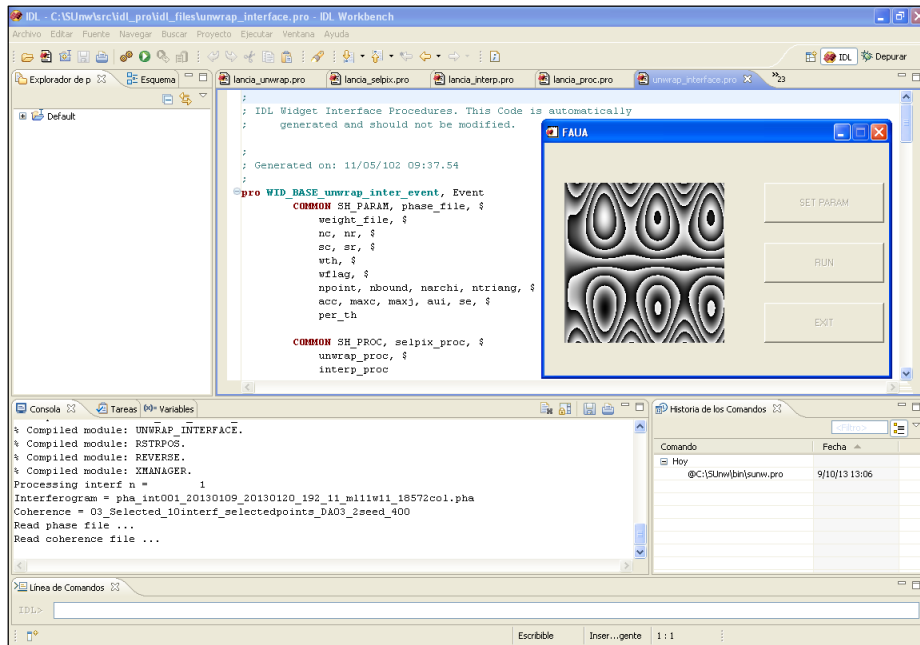 IDL - C:\SUnw\src\idl_pro\idl_files\unwrap_interface.pro - IDL Workbench
Archivo Editar Fuente Navegar Buscar Proyecto Ejecutar Ventana Ayuda
IDL Depurar
Explorador de p Esquema
lancia_unwrap.pro lancia_selpix.pro lancia_interp.pro lancia_proc.pro unwrap_interface.pro »23
Default
;
; IDL Widget Interface Procedures. This Code is automatically
; generated and should not be modified.
;
; Generated on: 11/05/102 09:37.54
;
pro WID_BASE_unwrap_inter_event, Event
COMMON SH_PARAM, phase_file, $
weight_file, $
nc, nr, $
sc, sr, $
wth, $
wflag, $
npoint, nbound, narchi, ntriang, $
acc, maxc, maxj, aui, se, $
per_th
COMMON SH_PROC, selpix_proc, $
unwrap_proc, $
interp_proc
FAUA
SET PARAM
RUN
EXIT
Consola Tareas Variables
% Compiled module: UNWRAP_INTERFACE.
% Compiled module: RSTRPOS.
% Compiled module: REVERSE.
% Compiled module: XMANAGER.
Processing interf n = 1
Interferogram = pha_int001_20130109_20130120_192_11_m111w11_18572col.pha
Coherence = 03_Selected_10interf_selectedpoints_DA03_2seed_400
Read phase file ...
Read coherence file ...
Historia de los Comandos
<Filtro>
Comando Fecha
Hoy
@C:\SUnw\bin\sunw.pro 9/10/13 13:06
Línea de Comandos
IDL>
Escribible Inser...gente 1 : 1